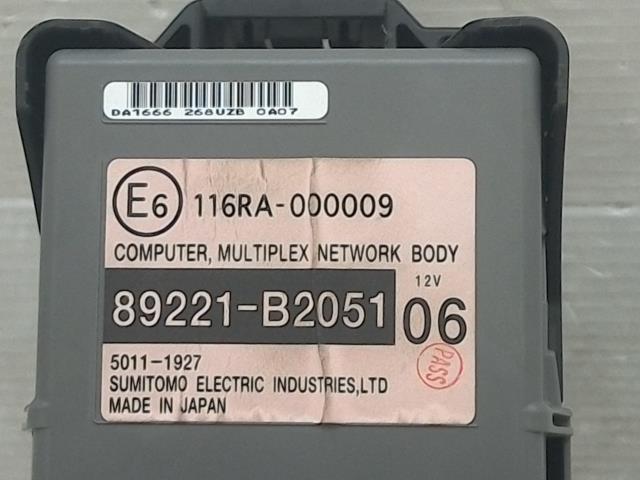 DA1666 268UZB 0A07
E6 116RA-000009
COMPUTER, MULTIPLEX NETWORK BODY
89221-B2051 12V 06
PASS
5011-1927
SUMITOMO ELECTRIC INDUSTRIES,LTD
MADE IN JAPAN